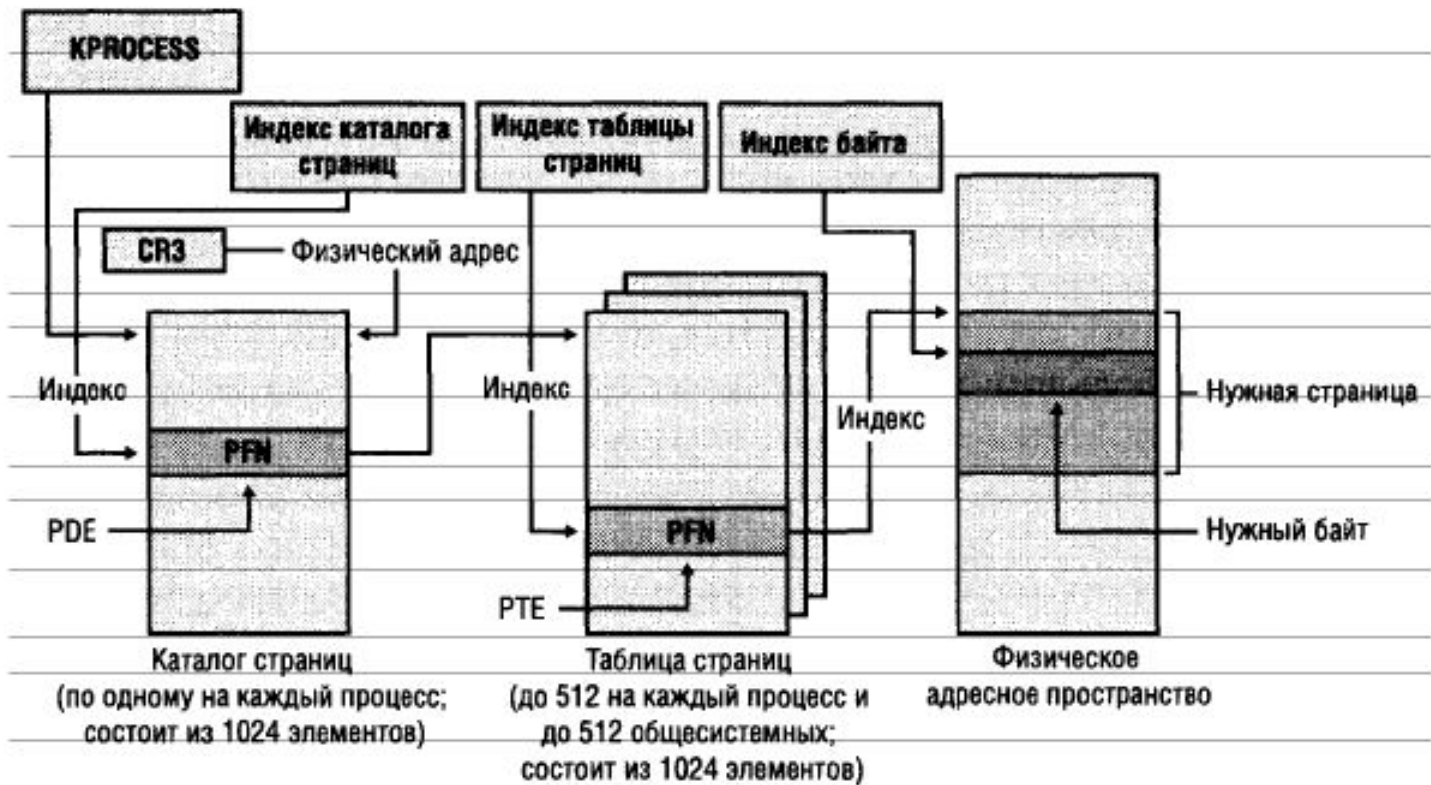 KPROCESS
Индекс каталога
страниц
Индекс таблицы
страниц
Индекс байта
CR3
Физический адрес
Индекс
Индекс
Индекс
Нужная страница
PFN
PDE
PFN
PTE
Нужный байт
Каталог страниц
(по одному на каждый процесс;
состоит из 1024 элементов)
Таблица страниц
(до 512 на каждый процесс и
до 512 общесистемных;
состоит из 1024 элементов)
Физическое
адресное пространство